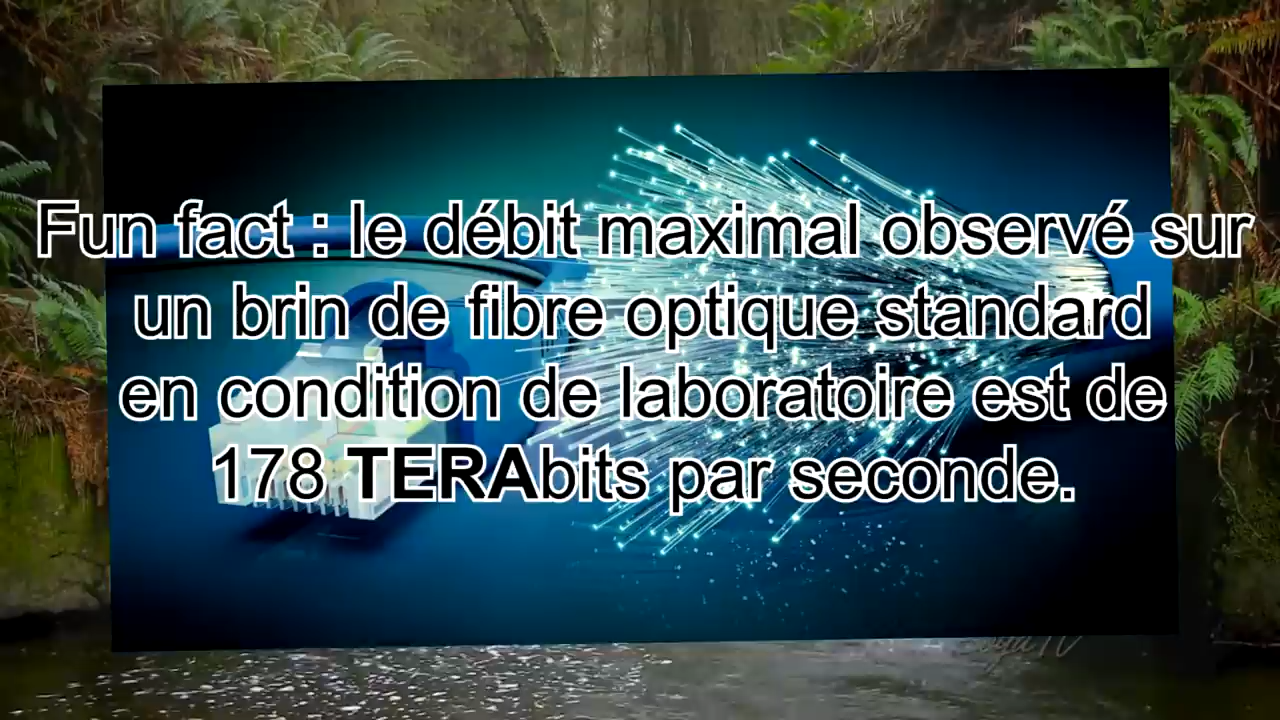 Fun fact : le débit maximal observé sur
un brin de fibre optique standard
en condition de laboratoire est de
178 TERAbits par seconde.